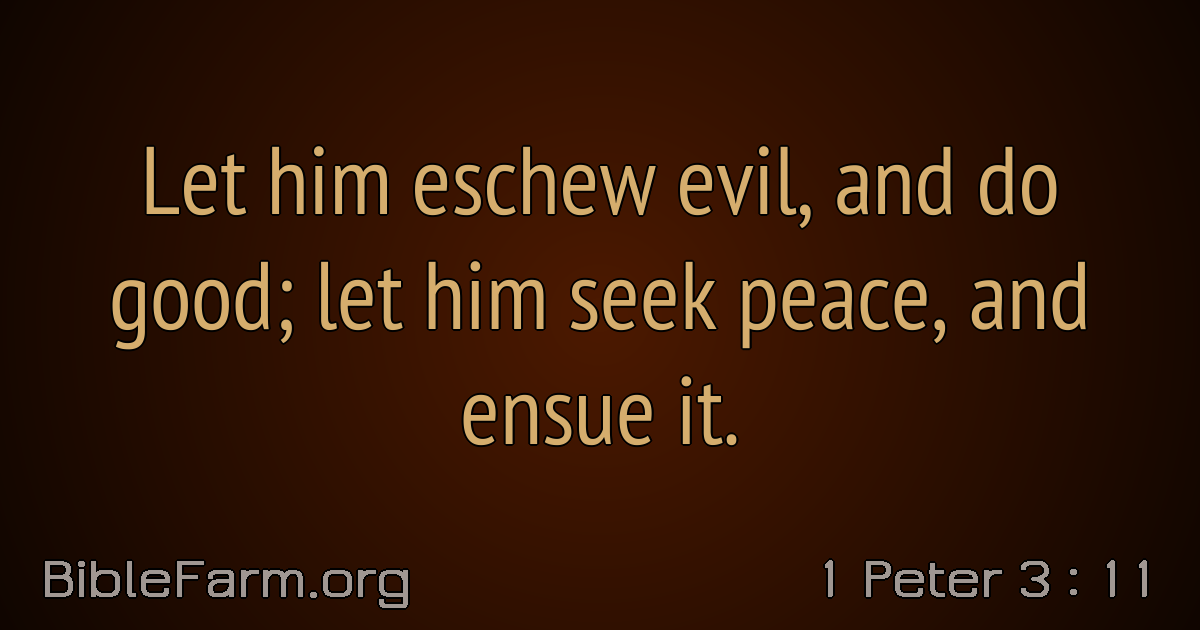 Let him eschew evil, and do
good; let him seek peace, and
ensue it.
BibleFarm.org
1 Peter 3 : 11